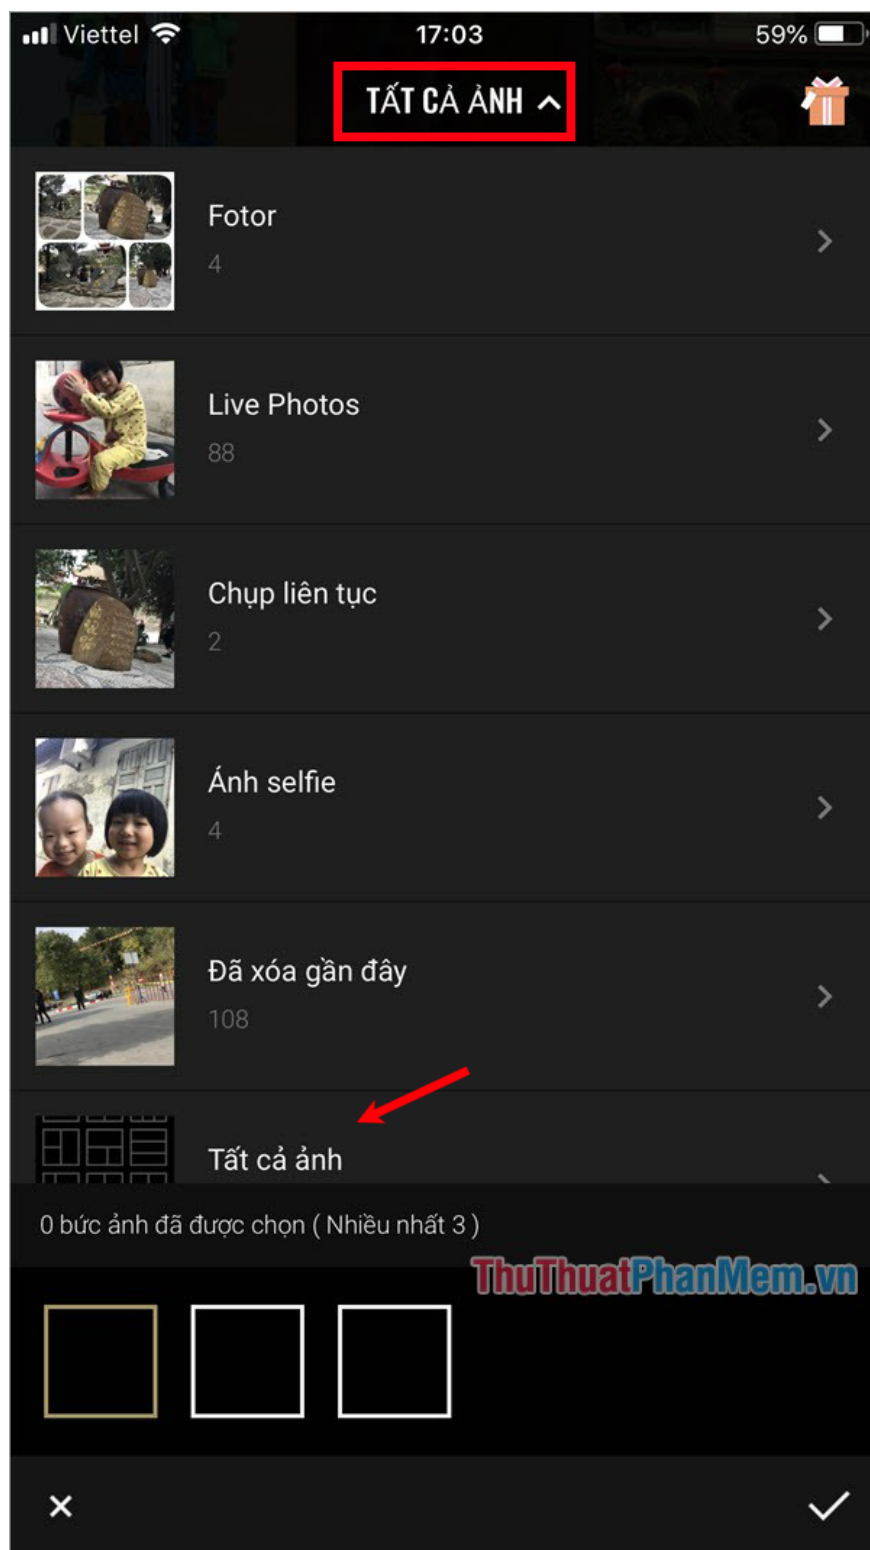 Viettel 17:03 59%
TẤT CẢ ẢNH
Fotor
4
Live Photos
88
Chụp liên tục
2
Ảnh selfie
4
Đã xóa gần đây
108
Tất cả ảnh
0 bức ảnh đã được chọn ( Nhiều nhất 3 )
ThuThuatPhanMem.vn